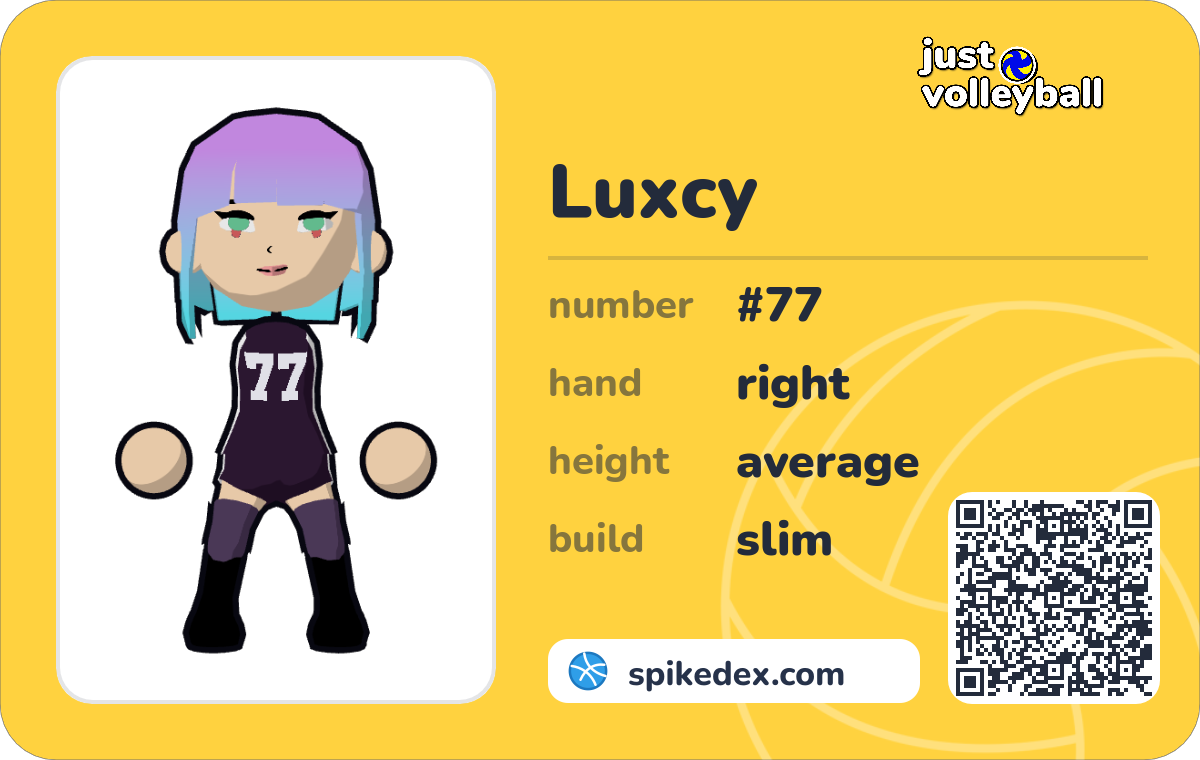 just
volleyball
Luxcy
number #77
hand right
height average
build slim
77
spikedex.com